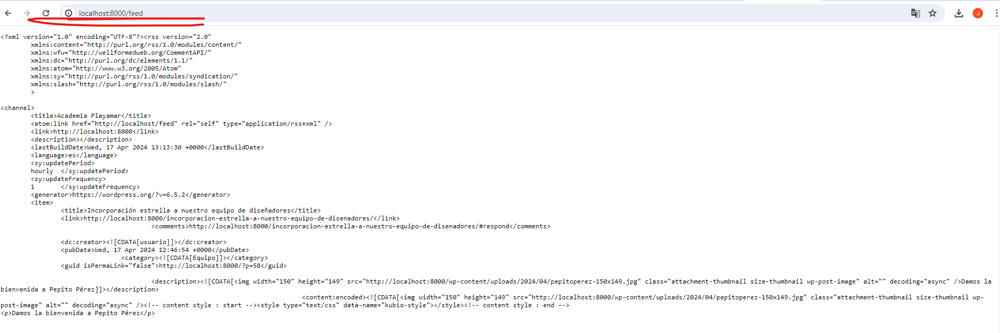 localhost:8000/feed
J
<?xml version="1.0" encoding="UTF-8"?><rss version="2.0"
xmlns:content="http://purl.org/rss/1.0/modules/content/"
xmlns:wfw="http://wellformedweb.org/CommentAPI/"
xmlns:dc="http://purl.org/dc/elements/1.1/"
xmlns:atom="http://www.w3.org/2005/Atom"
xmlns:sy="http://purl.org/rss/1.0/modules/syndication/"
xmlns:slash="http://purl.org/rss/1.0/modules/slash/"
>
<channel>
<title>Academia Playamar</title>
<atom:link href="http://localhost/feed" rel="self" type="application/rss+xml" />
<link>http://localhost:8000</link>
<description></description>
<lastBuildDate>Wed, 17 Apr 2024 13:13:30 +0000</lastBuildDate>
<language>es</language>
<sy:updatePeriod>
hourly  </sy:updatePeriod>
<sy:updateFrequency>
1       </sy:updateFrequency>
<generator>https://wordpress.org/?v=6.5.2</generator>
<item>
<title>Incorporación estrella a nuestro equipo de diseñadores</title>
<link>http://localhost:8000/incorporacion-estrella-a-nuestro-equipo-de-disenadores/</link>
<comments>http://localhost:8000/incorporacion-estrella-a-nuestro-equipo-de-disenadores/#respond</comments>
<dc:creator><![CDATA[usuario]]></dc:creator>
<pubDate>Wed, 17 Apr 2024 12:46:54 +0000</pubDate>
<category><![CDATA[Equipo]]></category>
<guid isPermaLink="false">http://localhost:8000/?p=58</guid>
<description><![CDATA[<img width="150" height="149" src="http://localhost:8000/wp-content/uploads/2024/04/pepitoperez-150x149.jpg" class="attachment-thumbnail size-thumbnail wp-post-image" alt="" decoding="async" />Damos la
bienvenida a Pepito Pérez]]></description>
<content:encoded><![CDATA[<img width="150" height="149" src="http://localhost:8000/wp-content/uploads/2024/04/pepitoperez-150x149.jpg" class="attachment-thumbnail size-thumbnail wp-
post-image" alt="" decoding="async" /><!-- content style : start --><style type="text/css" data-name="kubio-style"></style><!-- content style : end -->
<p>Damos la bienvenida a Pepito Pérez</p>